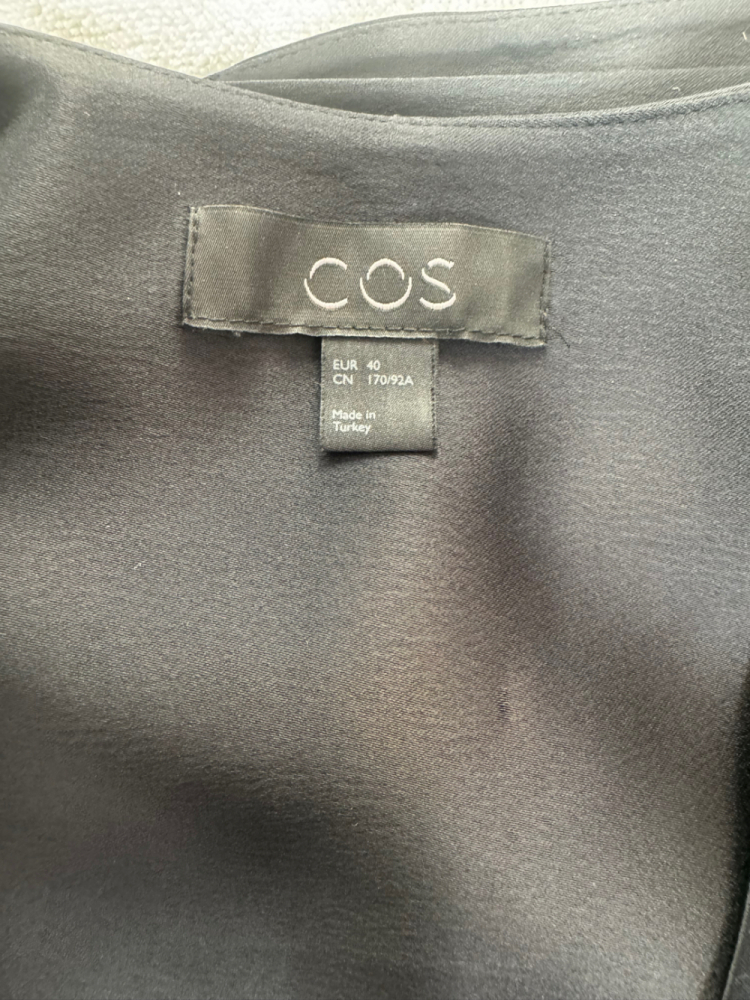 COS
EUR 40
CN 170/92A
Made in
Turkey